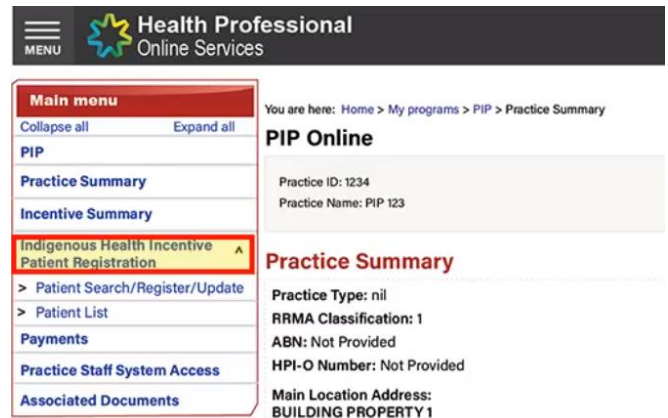 MENU
Health Professional
Online Services
Main menu
Collapse all Expand all
PIP
Practice Summary
Incentive Summary
Indigenous Health Incentive
Patient Registration
> Patient Search/Register/Update
> Patient List
Payments
Practice Staff System Access
Associated Documents
You are here: Home > My programs > PIP > Practice Summary
PIP Online
Practice ID: 1234
Practice Name: PIP 123
Practice Summary
Practice Type: nil
RRMA Classification: 1
ABN: Not Provided
HPI-O Number: Not Provided
Main Location Address:
BUILDING PROPERTY 1